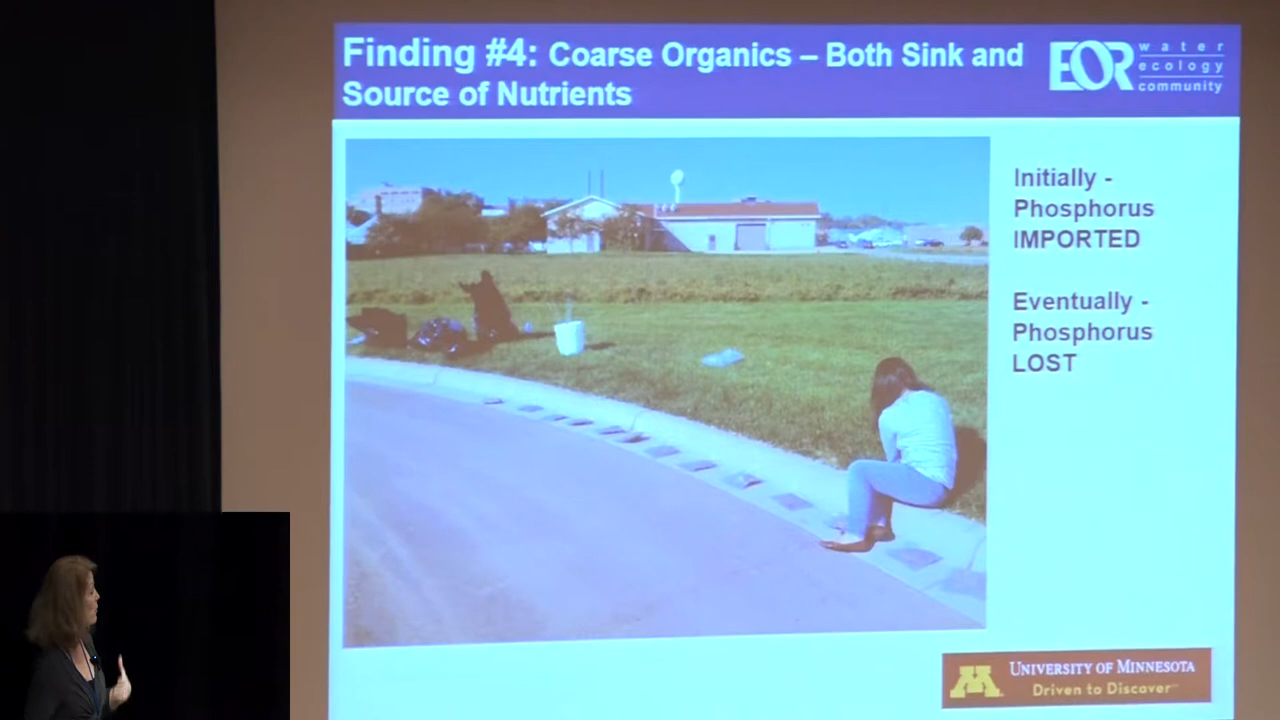 Finding #4: Coarse Organics – Both Sink and
Source of Nutrients
EOR
water
ecology
community
Initially -
Phosphorus
IMPORTED
Eventually -
Phosphorus
LOST
M
UNIVERSITY OF MINNESOTA
Driven to Discover™